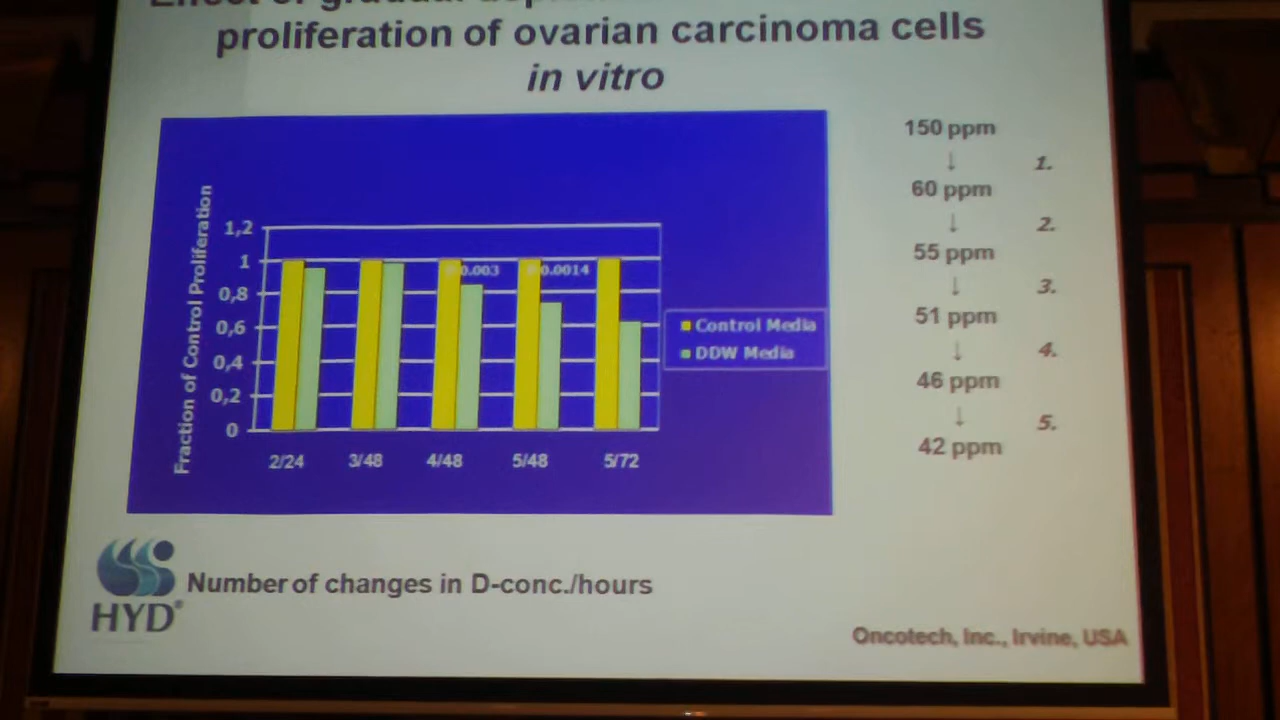 proliferation of ovarian carcinoma cells
in vitro
Fraction of Control Proliferation
1,2
1
0,8
0,6
0,4
0,2
0
0.003
0.0014
2/24 3/48 4/48 5/48 5/72
Control Media
DDW Media
150 ppm
↓ 1.
60 ppm
↓ 2.
55 ppm
↓ 3.
51 ppm
↓ 4.
46 ppm
↓ 5.
42 ppm
HYD®
Number of changes in D-conc./hours
Oncotech, Inc., Irvine, USA